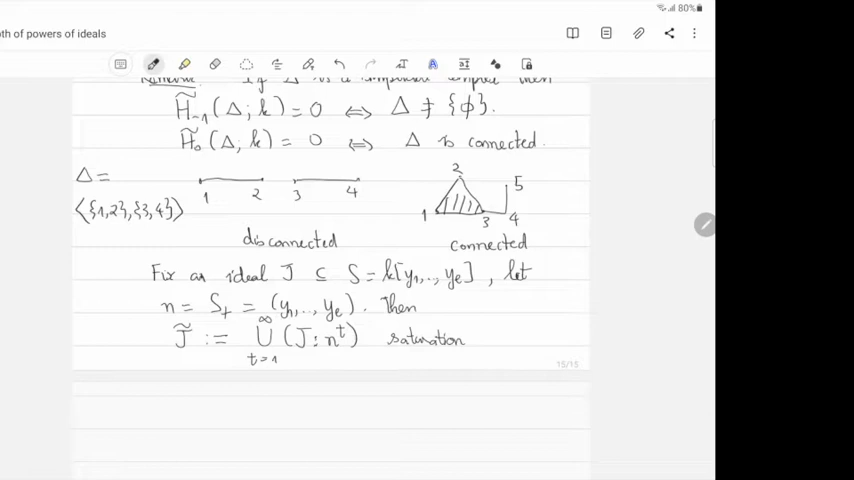 80%
pth of powers of ideals
Δ is a simplicial complex then
H̃₋₁(Δ; k) = 0 ⇔ Δ ≠ {ϕ}.
H̃₀(Δ; k) = 0 ⇔ Δ is connected.
Δ =
⟨{1,2},{3,4}⟩
1 2 3 4
1 2 3 4 5
disconnected
connected
Fix an ideal J ⊆ S = k[y₁,..,yₑ], let
n = S₊ = (y₁,..,yₑ). Then
J̃ := ∞ ⋃ t=1 (J : nᵗ) saturation
15/15